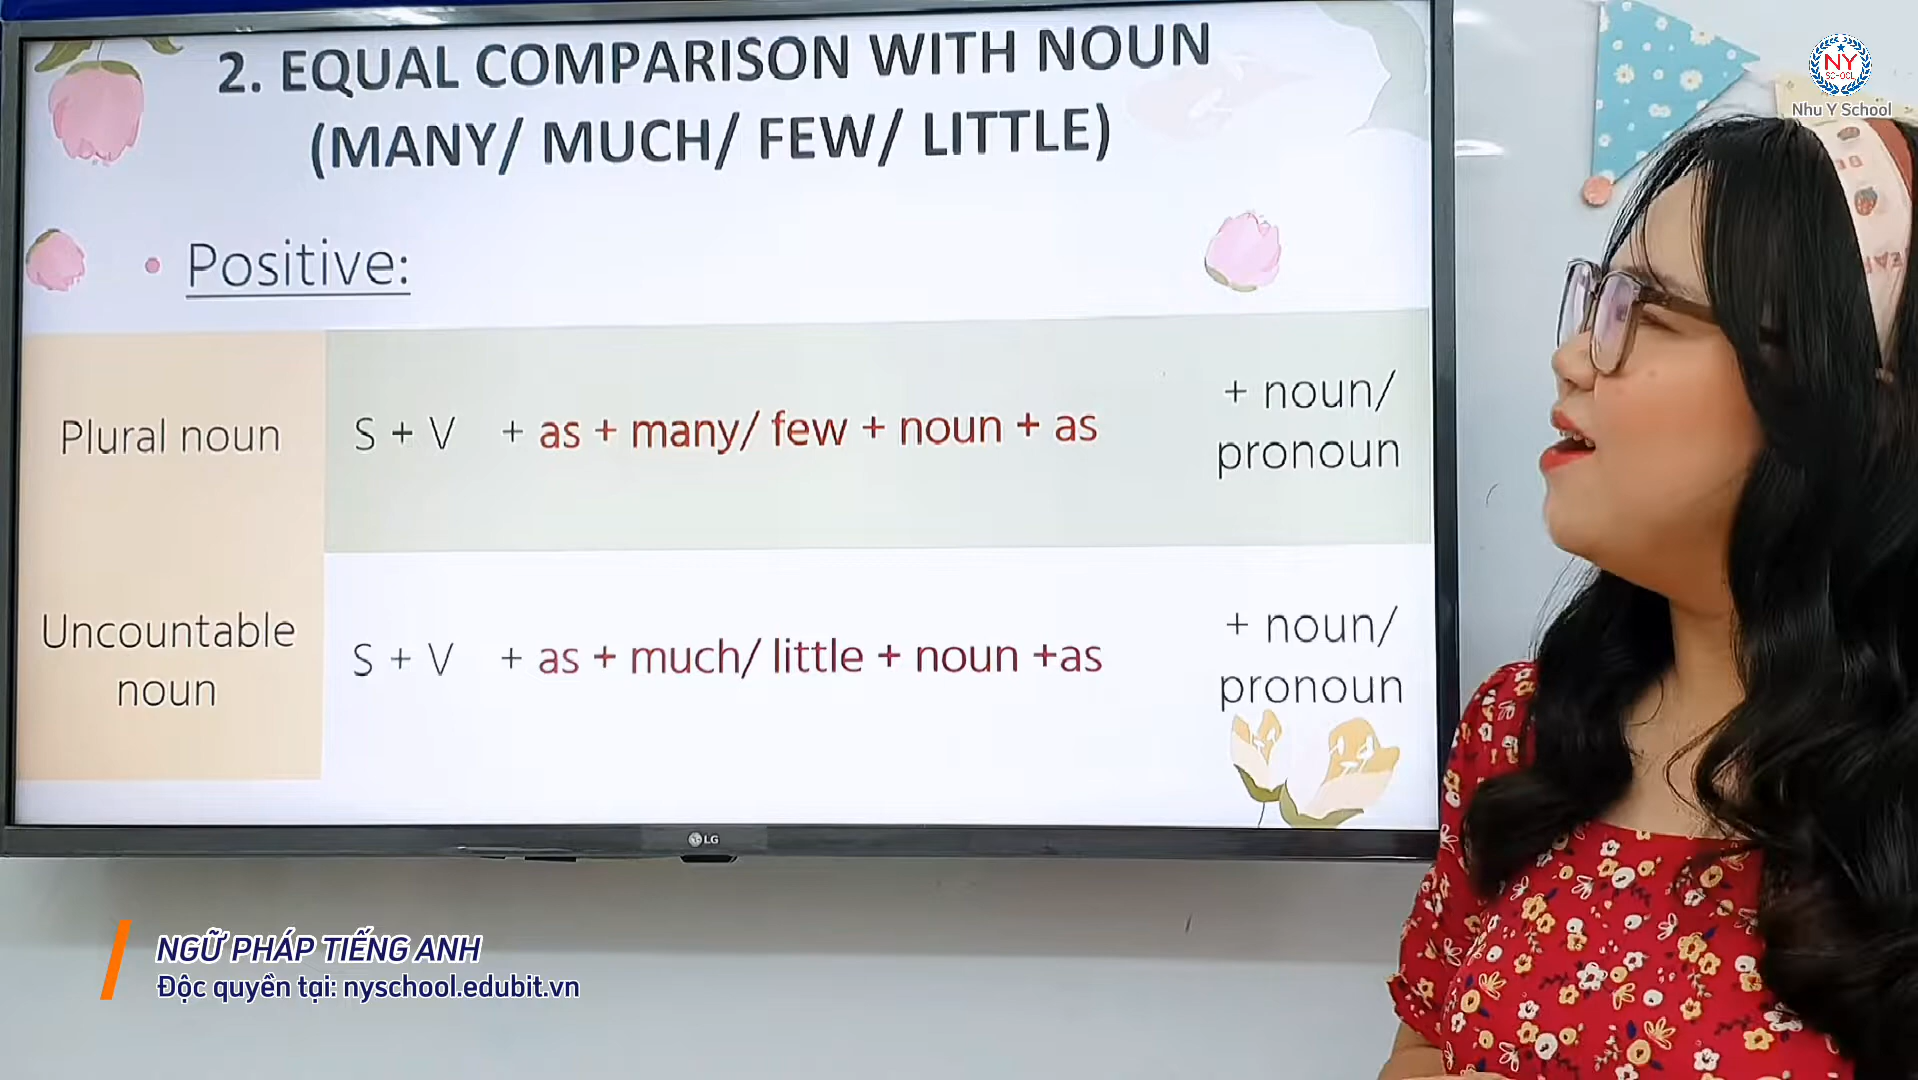 2. EQUAL COMPARISON WITH NOUN
(MANY/ MUCH/ FEW/ LITTLE)
• Positive:
Plural noun
S + V + as + many/ few + noun + as
+ noun/
pronoun
Uncountable
noun
S + V + as + much/ little + noun +as
+ noun/
pronoun
LG
NY
SCHOOL
Nhu Y School
NGỮ PHÁP TIẾNG ANH
Độc quyền tại: nyschool.edubit.vn